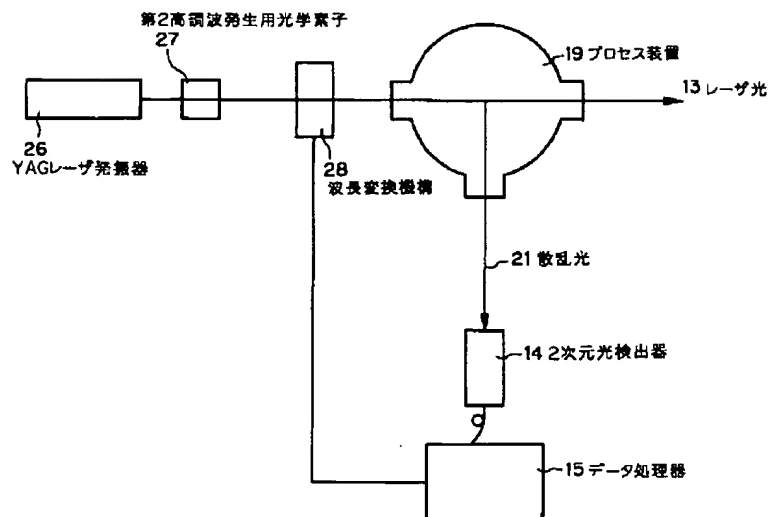 第2高調波発生用光学素子
27
19 プロセス装置
13 レーザ光
26
YAGレーザ発振器
28
波長変換機構
21 散乱光
14 2次元光検出器
15 データ処理器